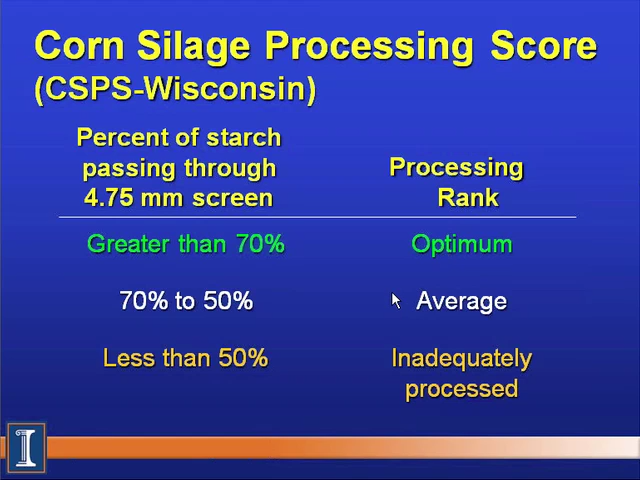 Corn Silage Processing Score
(CSPS-Wisconsin)
Percent of starch
passing through
4.75 mm screen
Processing
Rank
Greater than 70%
Optimum
70% to 50%
Average
Less than 50%
Inadequately
processed
I